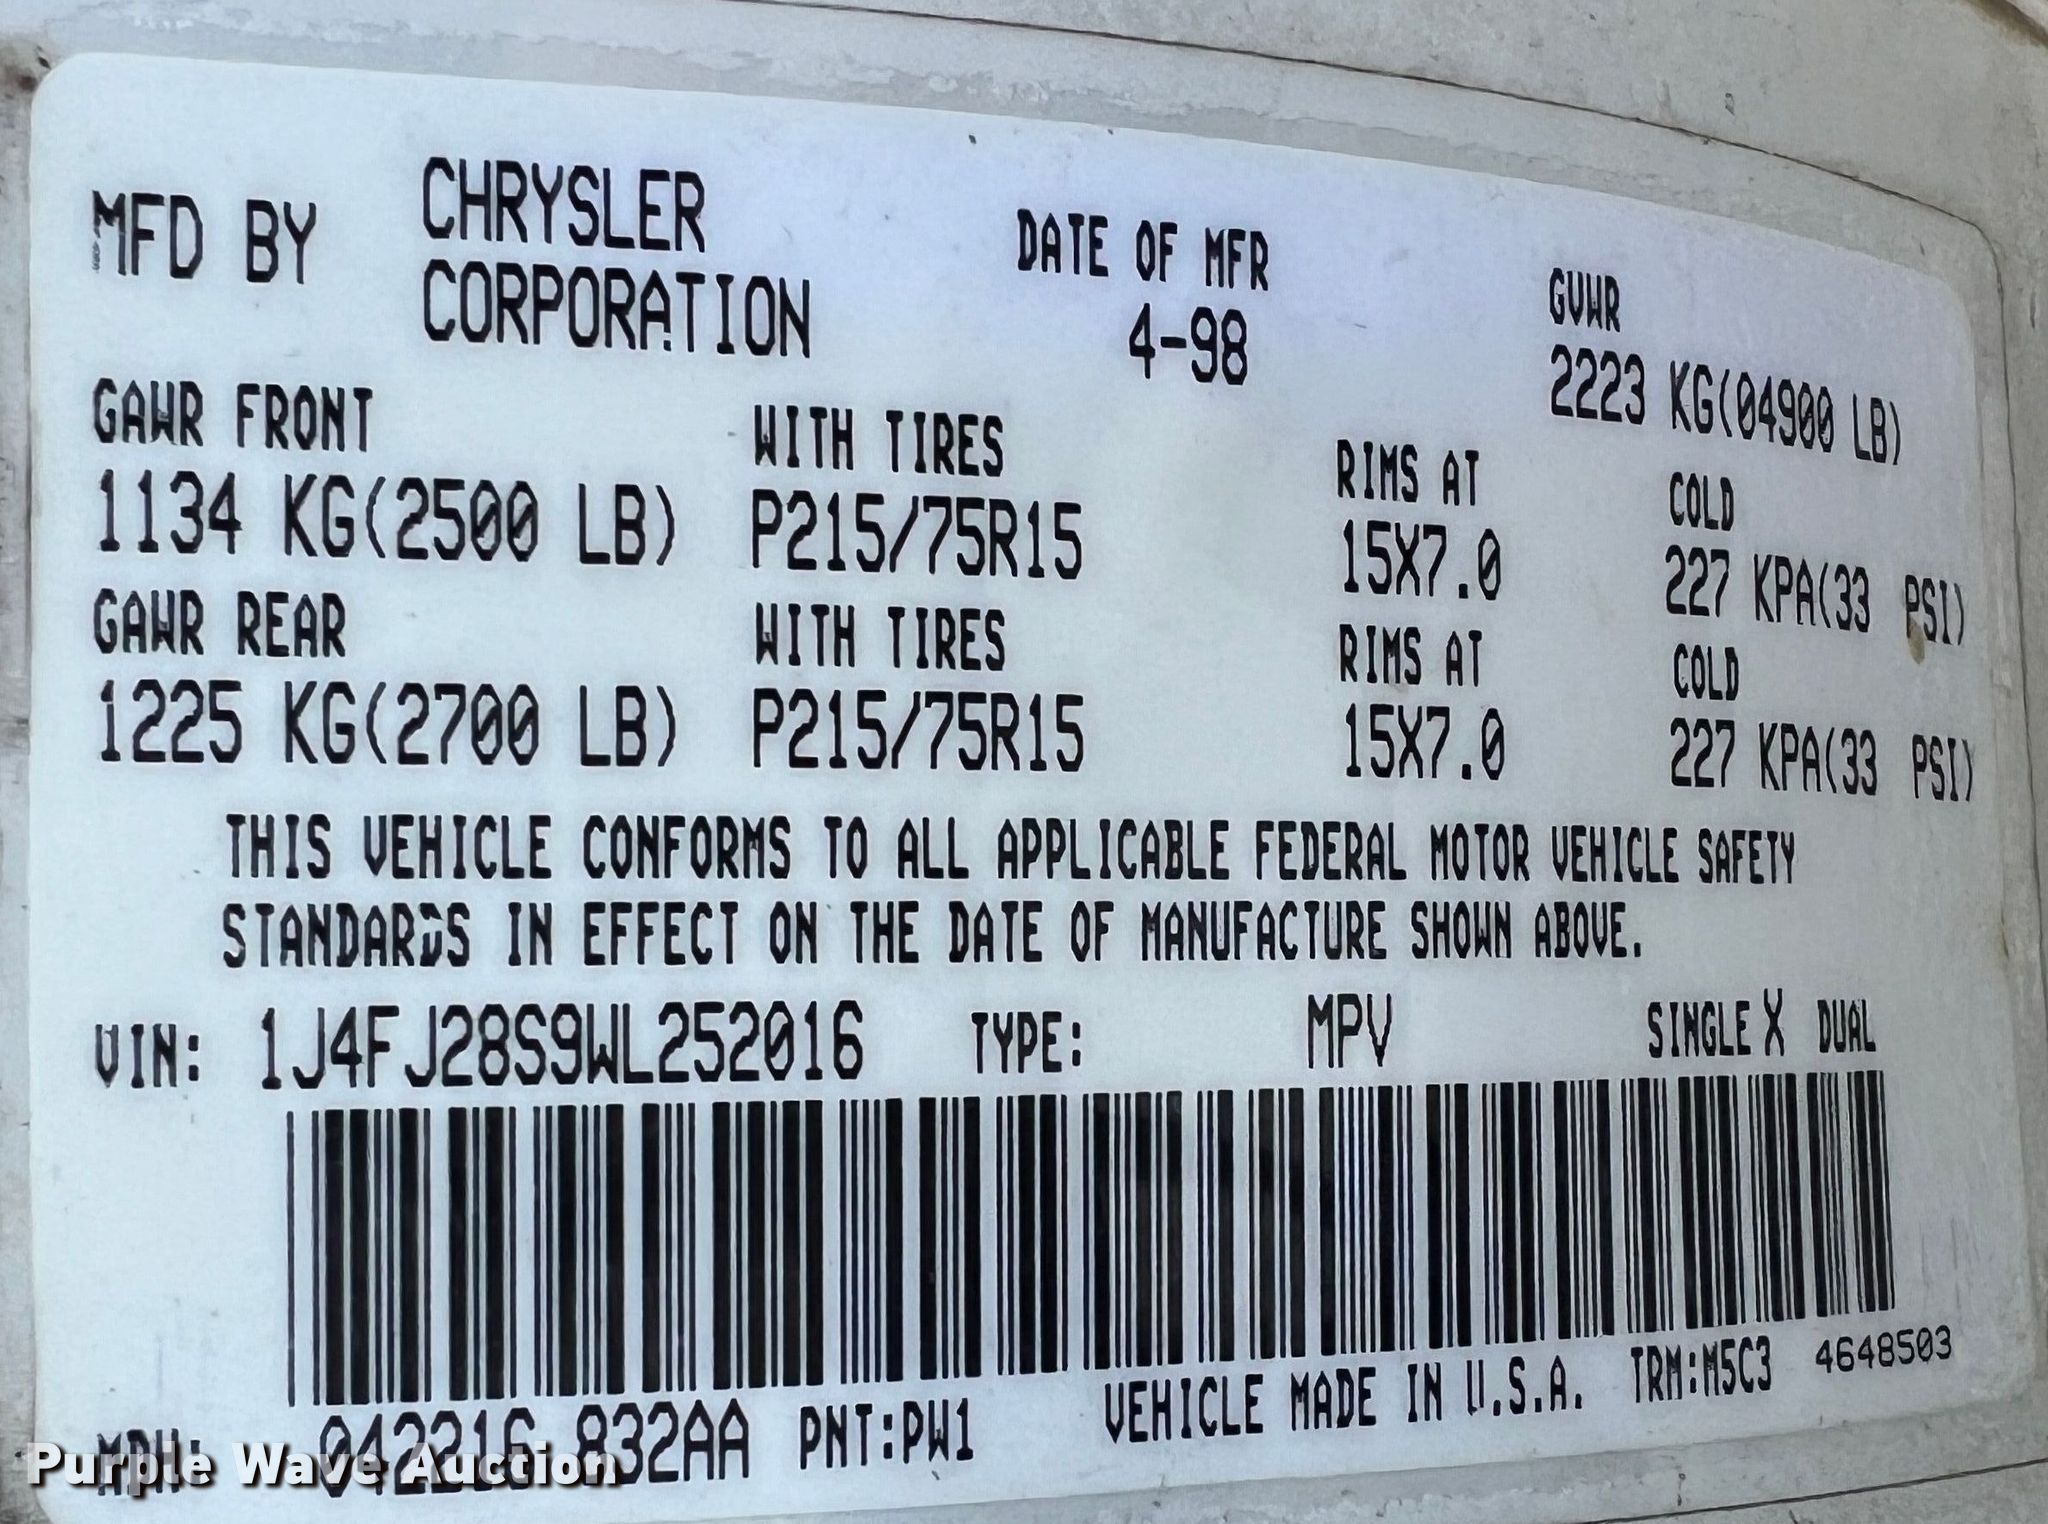 MFD BY CHRYSLER CORPORATION
DATE OF MFR
4-98
GVWR
2223 KG(04900 LB)
GAWR FRONT WITH TIRES RIMS AT COLD
1134 KG(2500 LB) P215/75R15 15X7.0 227 KPA(33 PSI)
GAWR REAR WITH TIRES RIMS AT COLD
1225 KG(2700 LB) P215/75R15 15X7.0 227 KPA(33 PSI)
THIS VEHICLE CONFORMS TO ALL APPLICABLE FEDERAL MOTOR VEHICLE SAFETY
STANDARDS IN EFFECT ON THE DATE OF MANUFACTURE SHOWN ABOVE.
VIN: 1J4FJ28S9WL252016 TYPE: MPV SINGLE X DUAL
MDH: 042216 832AA PNT:PW1 VEHICLE MADE IN U.S.A. TRM:M5C3 4648503
Purple Wave Auction